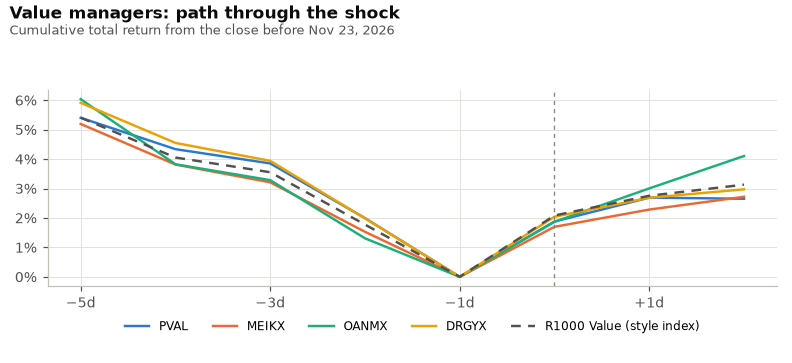 Value managers: path through the shock
Cumulative total return from the close before Nov 23, 2026
6%
5%
4%
3%
2%
1%
0%
−5d −3d −1d +1d
PVAL MEIKX OANMX DRGYX R1000 Value (style index)